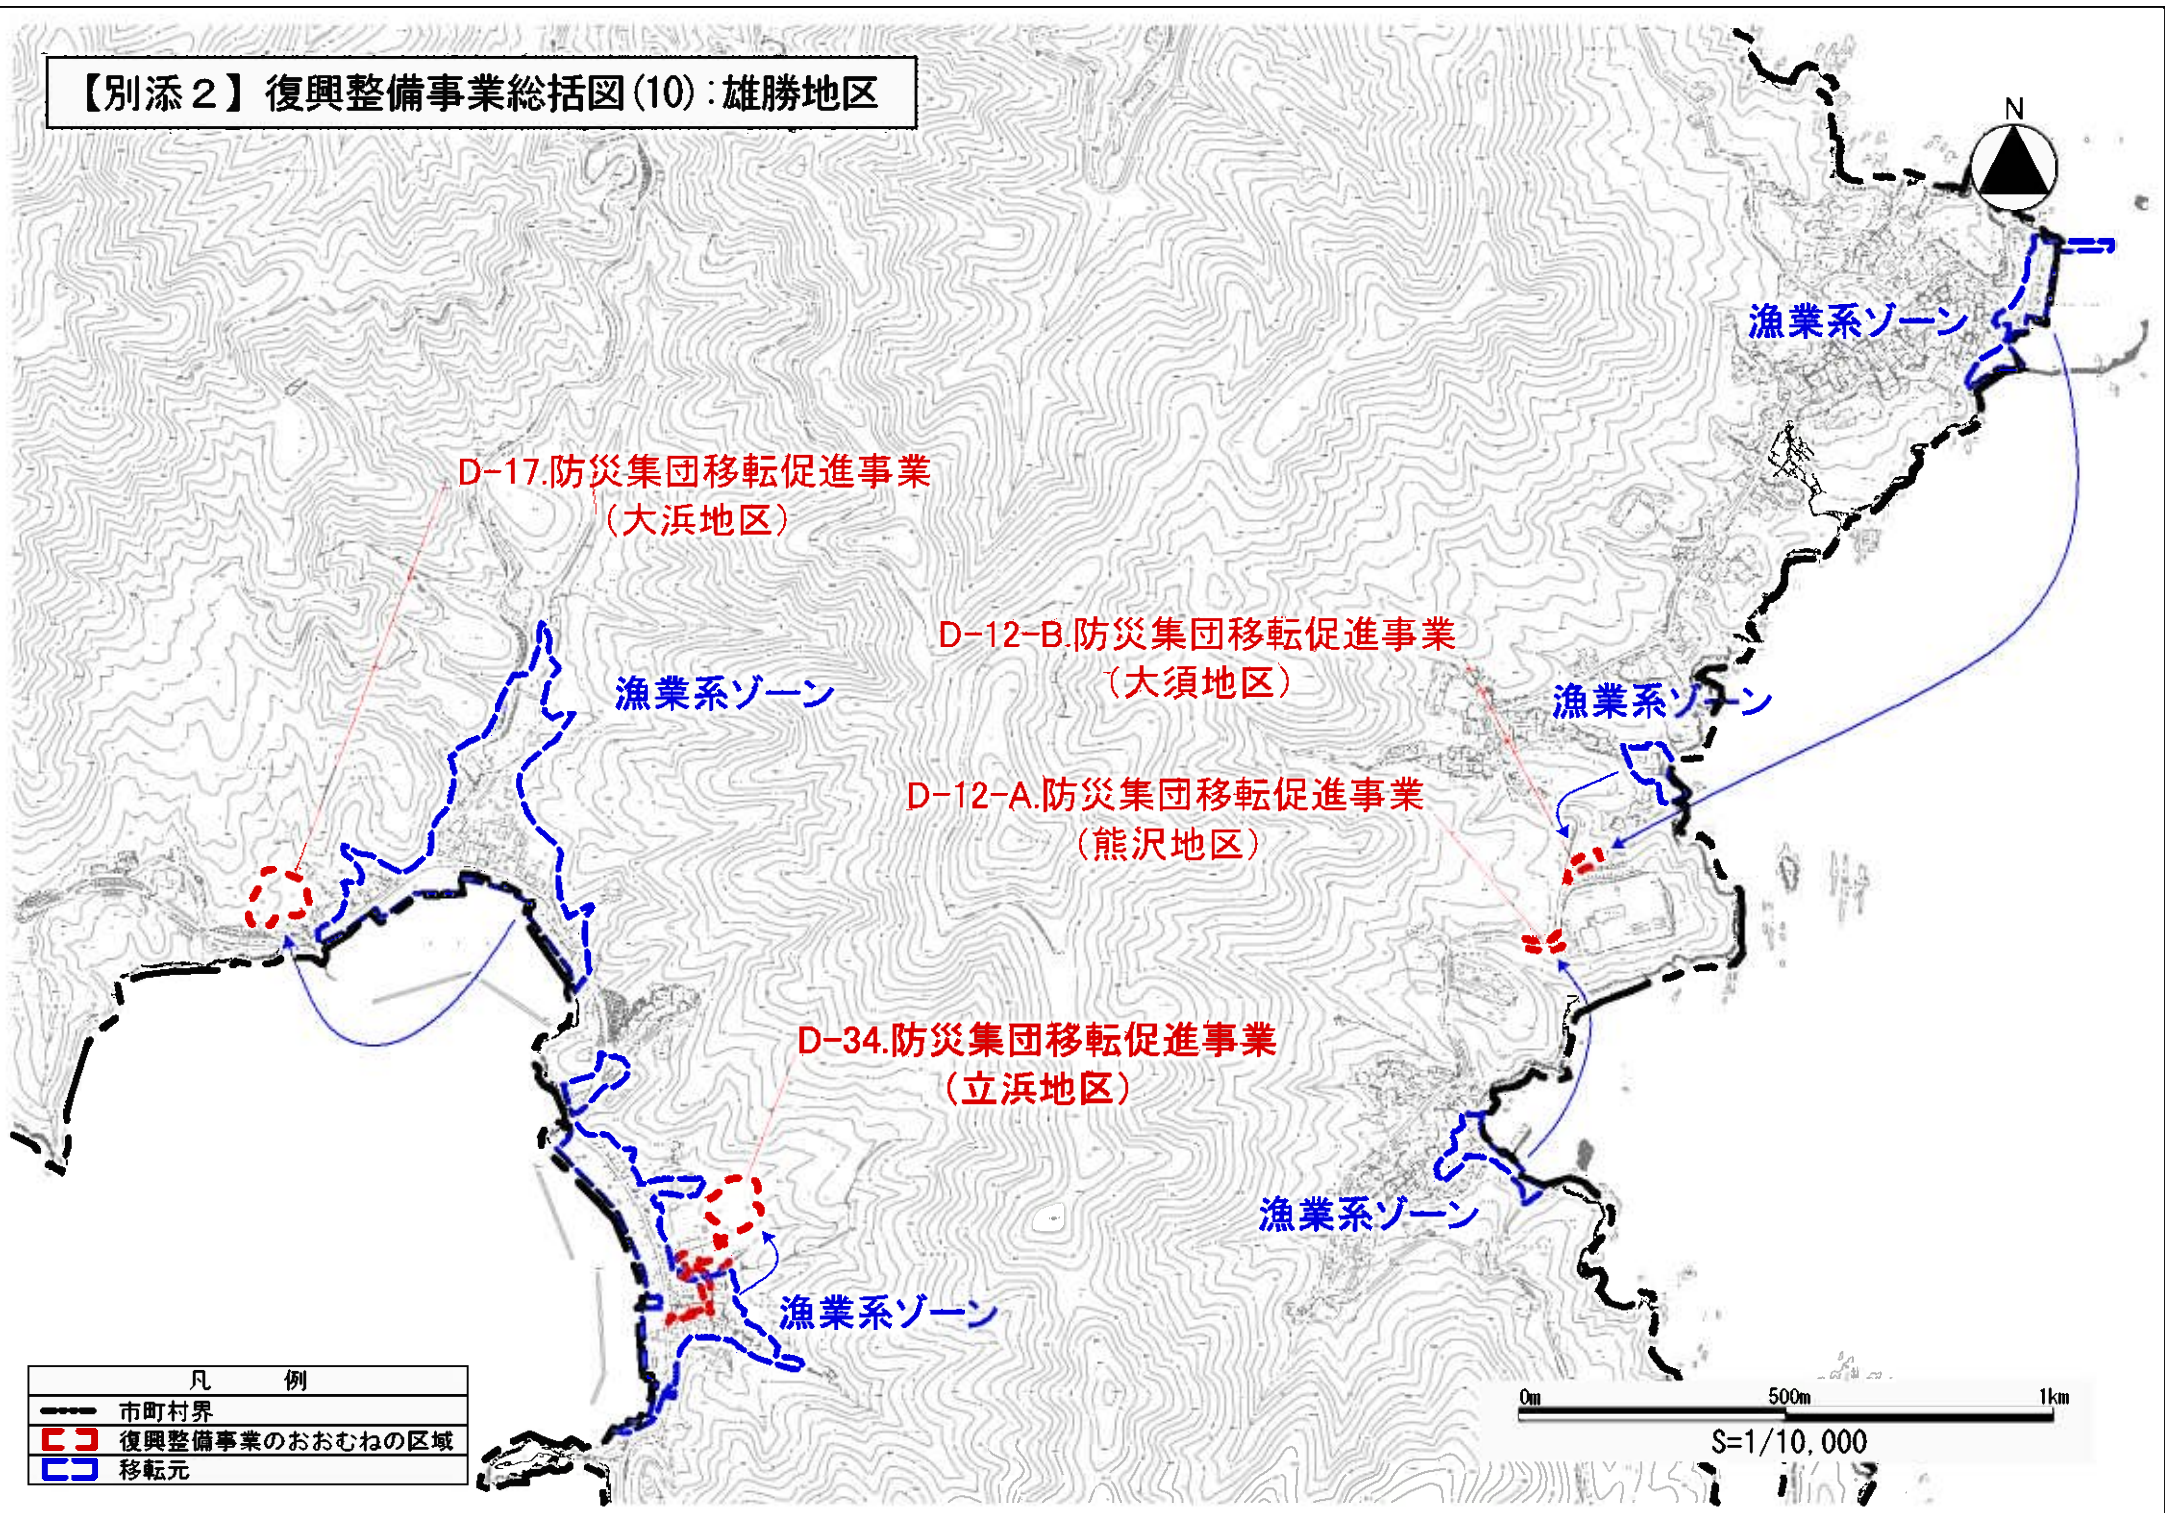 【別添２】復興整備事業総括図(10):雄勝地区
N
漁業系ゾーン
D-17.防災集団移転促進事業
(大浜地区)
D-12-B.防災集団移転促進事業
(大須地区)
漁業系ゾーン
漁業系ゾーン
D-12-A.防災集団移転促進事業
(熊沢地区)
D-34.防災集団移転促進事業
(立浜地区)
漁業系ゾーン
漁業系ゾーン
凡 例
市町村界
復興整備事業のおおむねの区域
移転元
0m 500m 1km
S=1/10,000